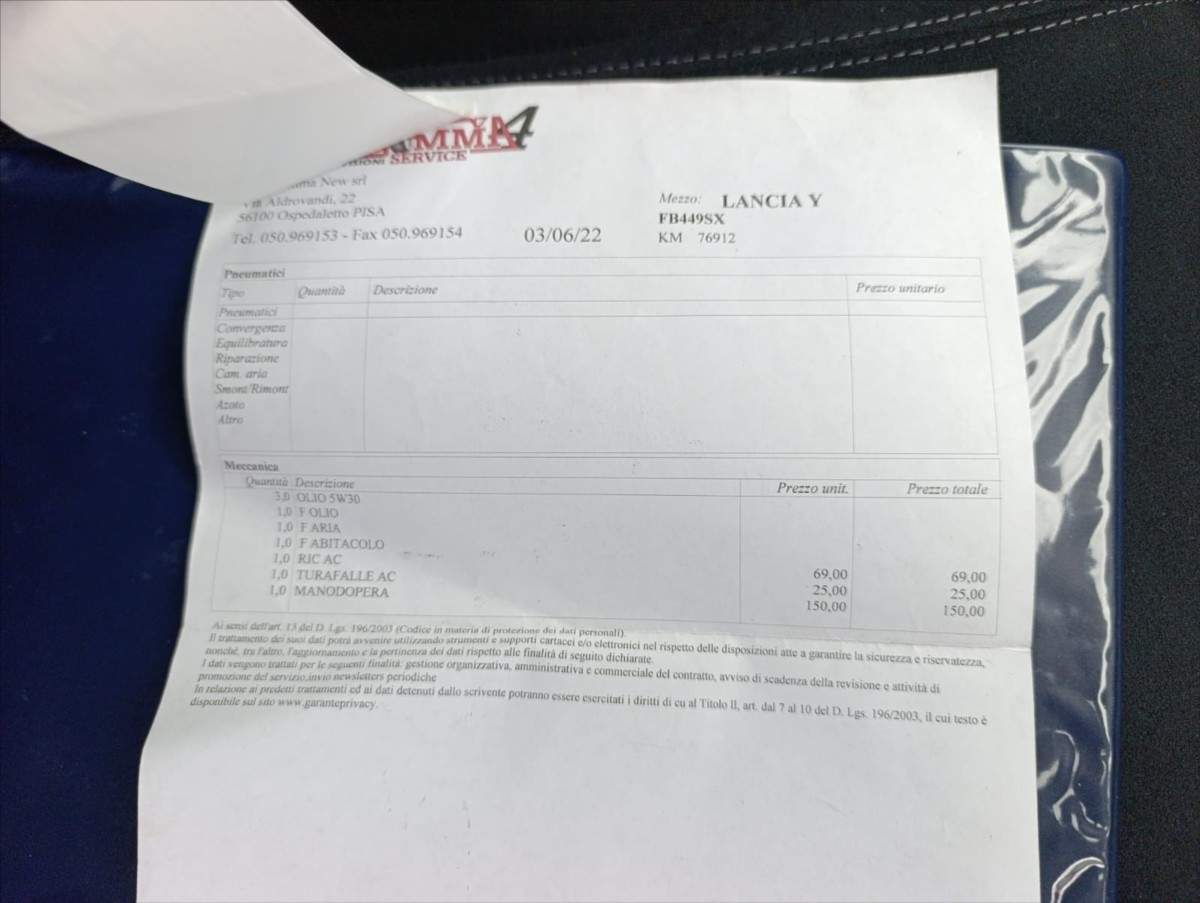 MMA4
SERVICE
New srl
Aldrovandi, 22
56100 Ospedaletto PISA
Tel. 050.969153 - Fax 050.969154
03/06/22
Mezzo: LANCIA Y
FB449SX
KM 76912
Pneumatici
Tipo Quantità Descrizione Prezzo unitario
Pneumatici
Convergenza
Equilibratura
Riparazione
Cam. aria
Smont/Rimont
Azoto
Altro
Meccanica
Quantità Descrizione Prezzo unit. Prezzo totale
3,0 OLIO 5W30
1,0 F OLIO
1,0 F ARIA
1,0 F ABITACOLO
1,0 RIC AC 69,00 69,00
1,0 TURAFALLE AC 25,00 25,00
1,0 MANODOPERA 150,00 150,00
Ai sensi dell'art. 13 del D. Lgs. 196/2003 (Codice in materia di protezione dei dati personali).
Il trattamento dei suoi dati potrà avvenire utilizzando strumenti e supporti cartacei e/o elettronici nel rispetto delle disposizioni atte a garantire la sicurezza e riservatezza,
nonché, tra l'altro, l'aggiornamento e la pertinenza dei dati rispetto alle finalità di seguito dichiarate.
I dati vengono trattati per le seguenti finalità: gestione organizzativa, amministrativa e commerciale del contratto, avviso di scadenza della revisione e attività di
promozione del servizio,invio newsletters periodiche
In relazione ai predetti trattamenti ed ai dati detenuti dallo scrivente potranno essere esercitati i diritti di cu al Titolo II, art. dal 7 al 10 del D. Lgs. 196/2003, il cui testo è
disponibile sul sito www.garanteprivacy.